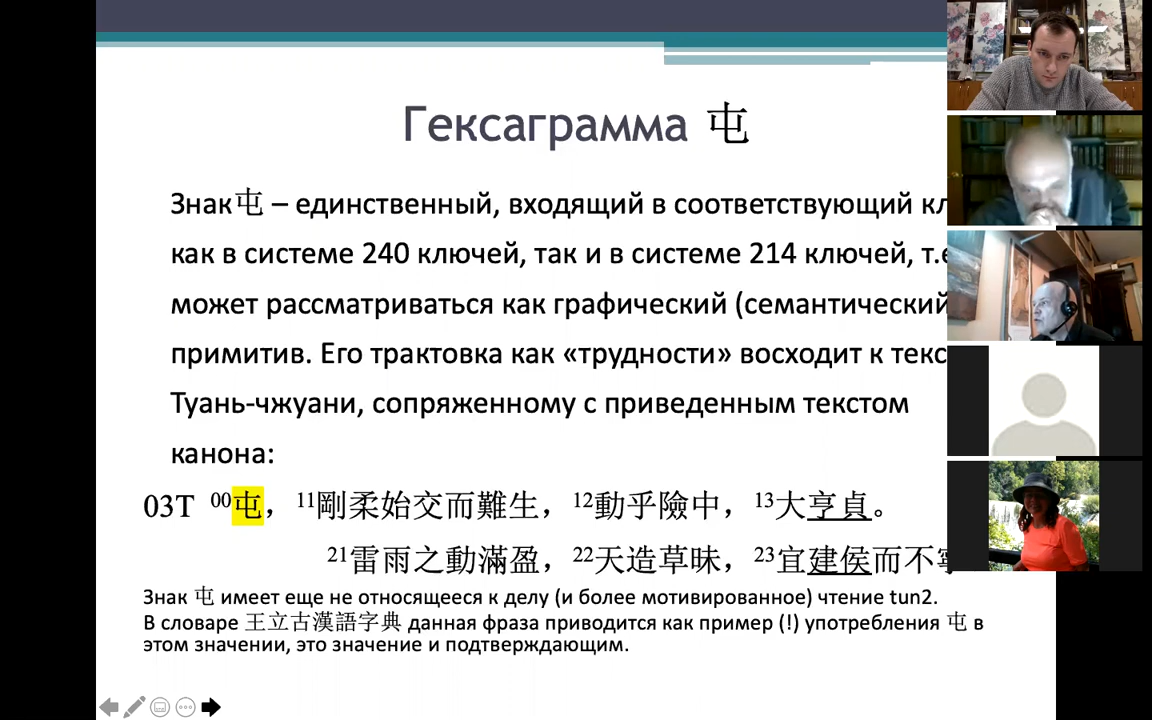 Гексаграмма 屯
Знак屯 – единственный, входящий в соответствующий
как в системе 240 ключей, так и в системе 214 ключей,
может рассматриваться как графический (семантический
примитив. Его трактовка как «трудности» восходит к
Туань-чжуани, сопряженному с приведенным текстом
канона:
03T 00屯, 11剛柔始交而難生, 12動乎險中, 13大亨貞。
21雷雨之動滿盈, 22天造草昧, 23宜建侯而不
Знак 屯 имеет еще не относящееся к делу (и более мотивированное) чтение tun2.
В словаре 王立古漢語字典 данная фраза приводится как пример (!) употребления 屯 в
этом значении, это значение и подтверждающим.